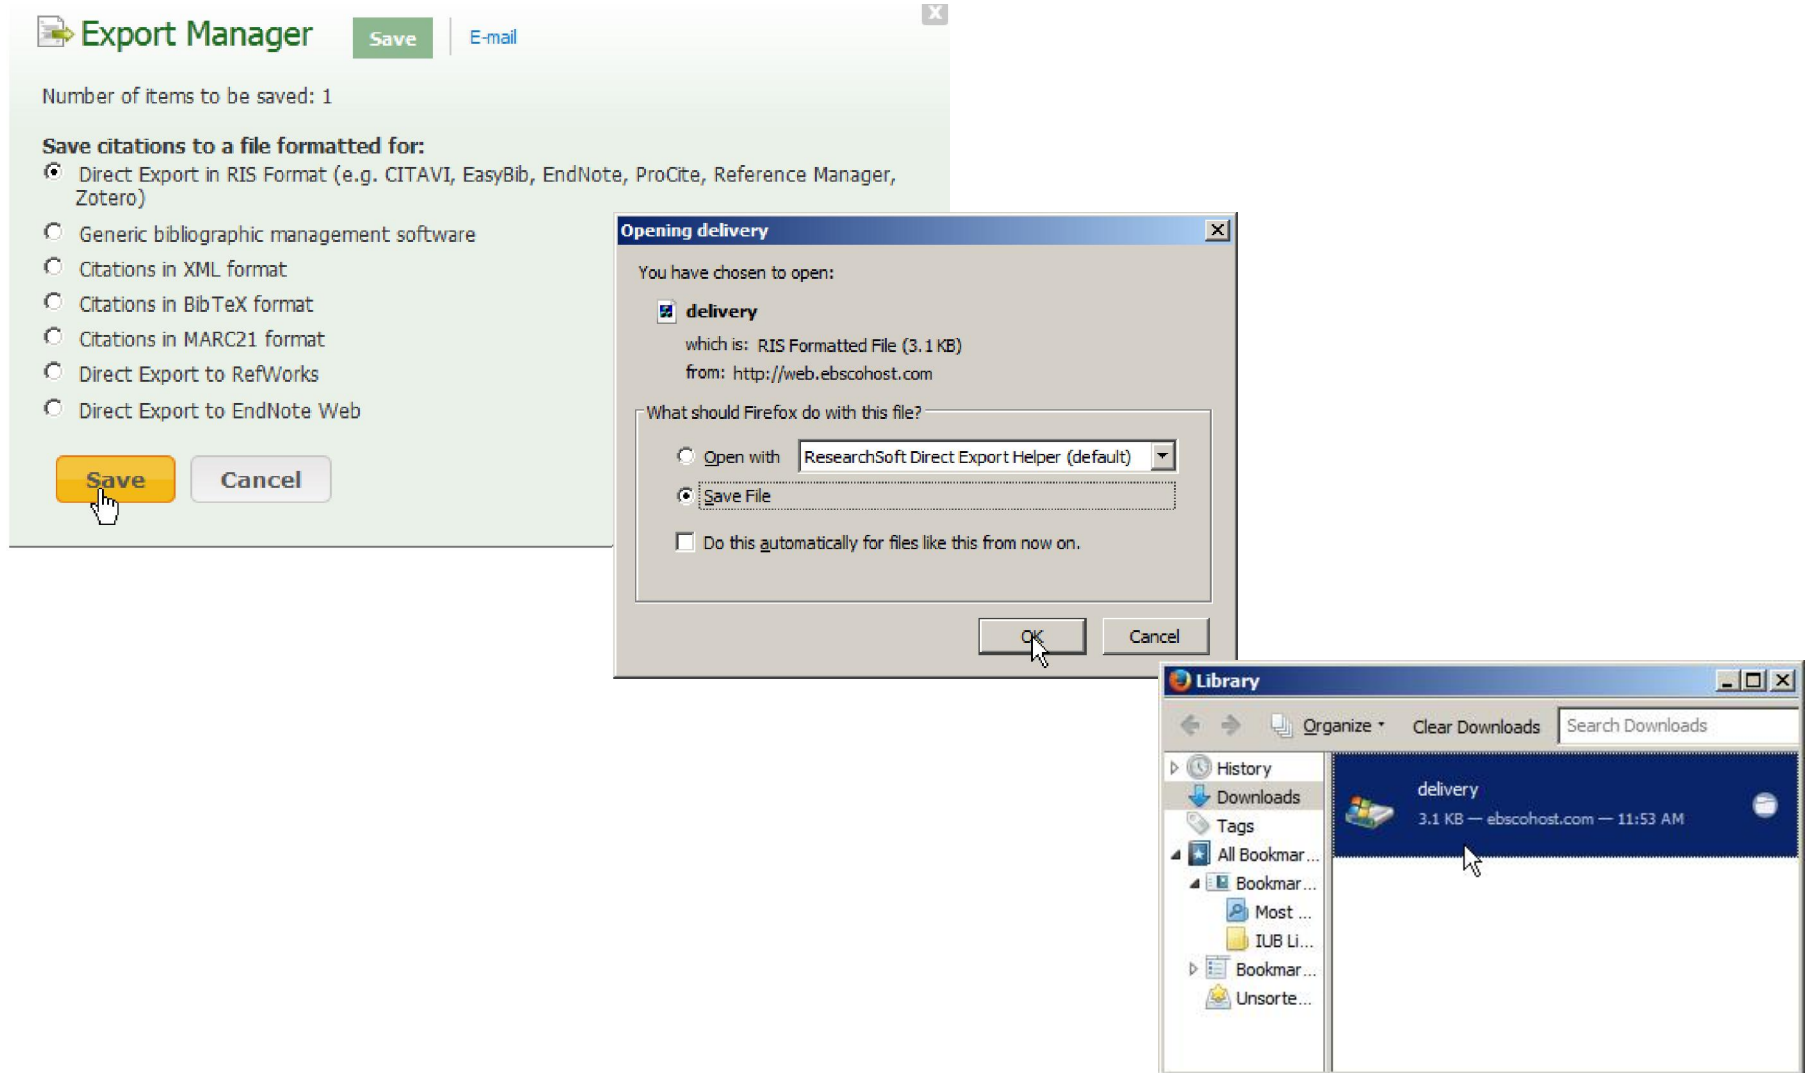 Export Manager Save E-mail
Number of items to be saved: 1
Save citations to a file formatted for:
Direct Export in RIS Format (e.g. CITAVI, EasyBib, EndNote, ProCite, Reference Manager,
Zotero)
Generic bibliographic management software
Citations in XML format
Citations in BibTeX format
Citations in MARC21 format
Direct Export to RefWorks
Direct Export to EndNote Web
Save Cancel
Opening delivery
You have chosen to open:
delivery
which is: RIS Formatted File (3.1 KB)
from: http://web.ebscohost.com
What should Firefox do with this file?
Open with ResearchSoft Direct Export Helper (default)
Save File
Do this automatically for files like this from now on.
OK Cancel
Library
Organize Clear Downloads Search Downloads
History
Downloads
Tags
All Bookmar...
Bookmar...
Most ...
IUB Li...
Bookmar...
Unsorte...
delivery
3.1 KB — ebscohost.com — 11:53 AM